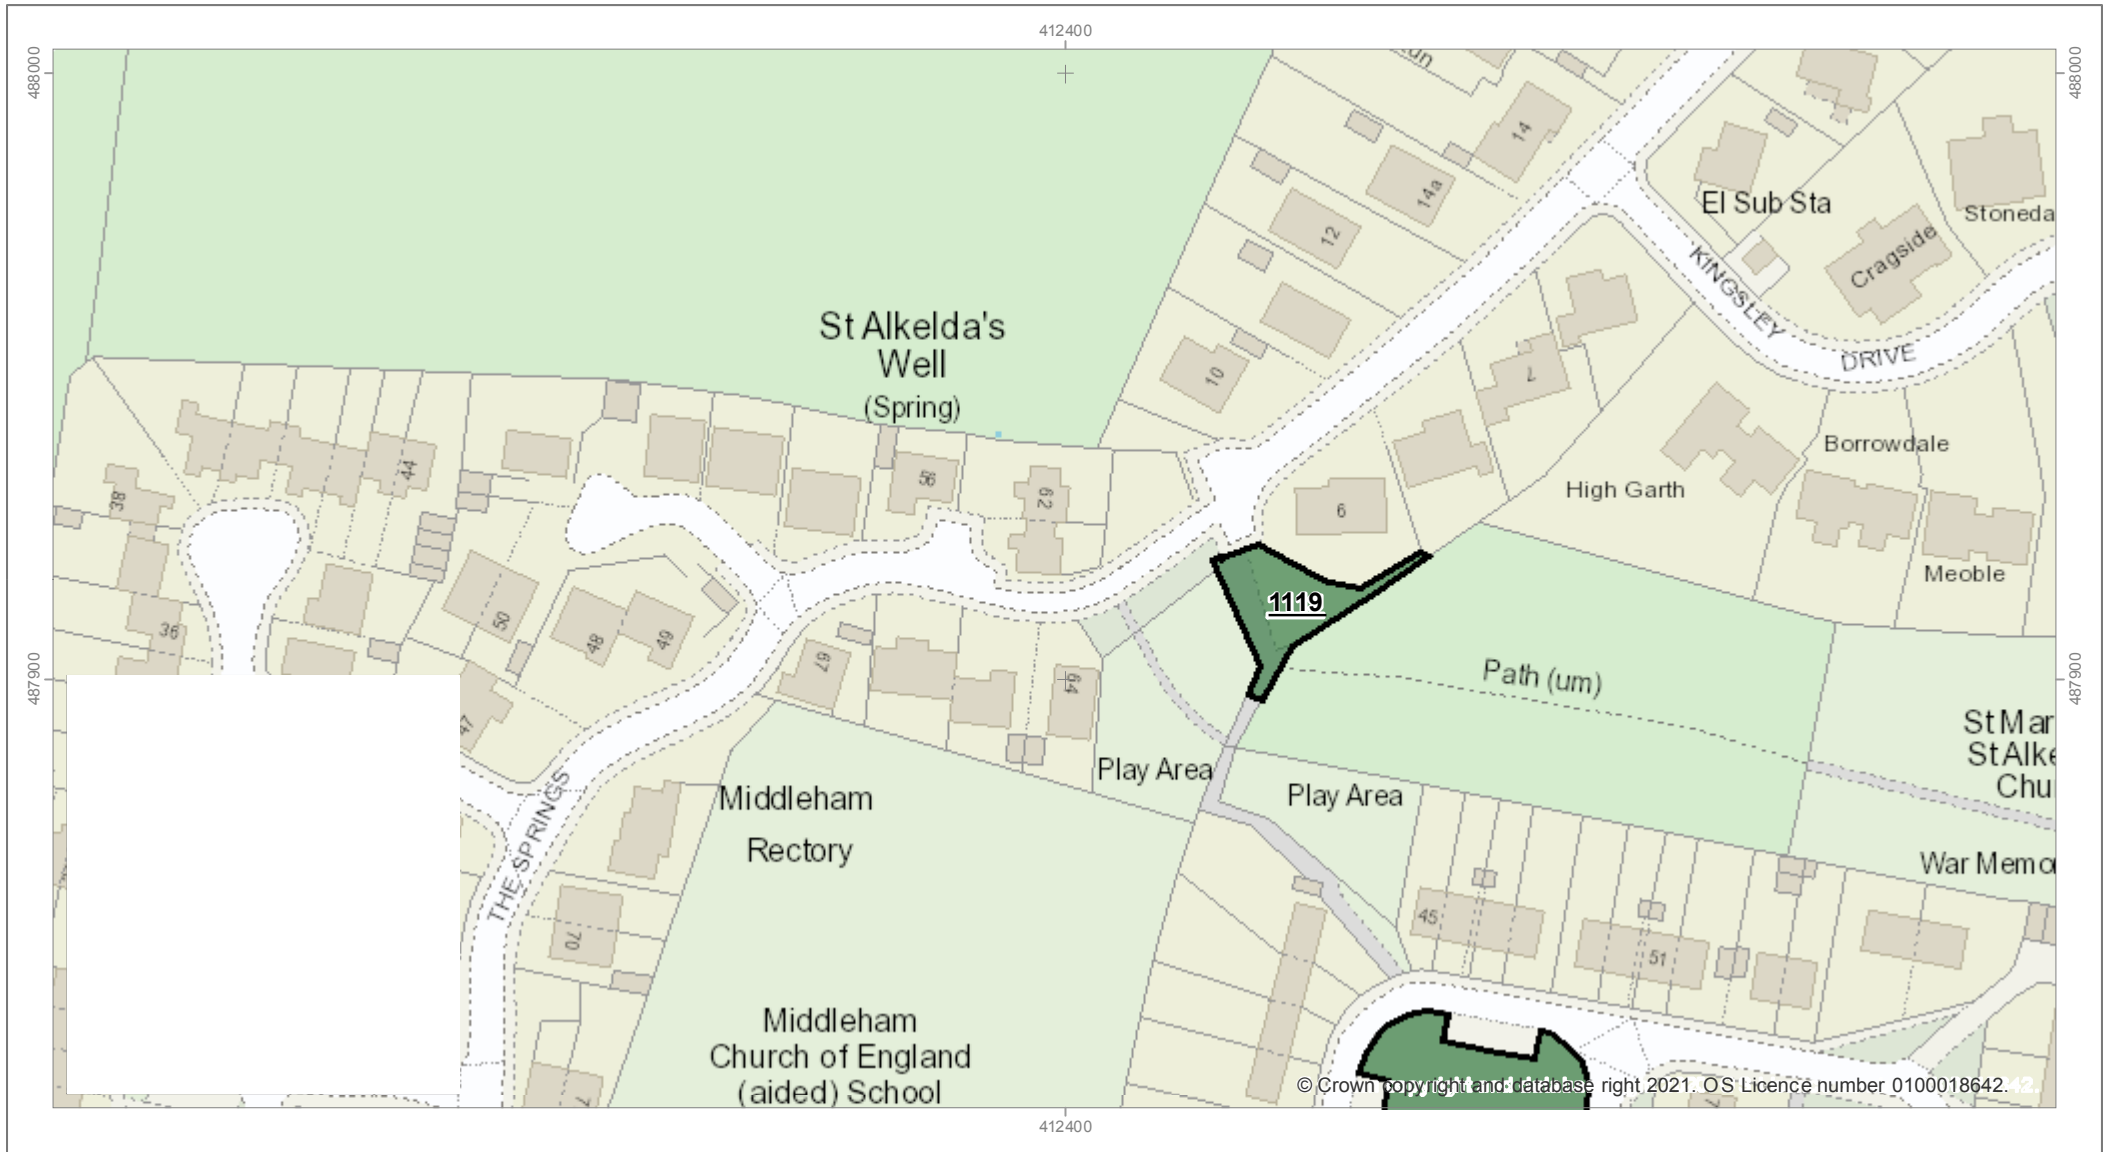 412400
488000
488000
14
14a
El Sub Sta
12
Stoneda
Cragside
KINGSLEY
DRIVE
St Alkelda's
Well
(Spring)
10
7
Borrowdale
44
56
62
38
High Garth
6
Meoble
1119
50
48
49
36
67
64
487900
487900
Path (um)
47
St Mar
St Alke
Chu
Play Area
Play Area
Middleham
Rectory
THE SPRINGS
War Memo
45
51
70
Middleham
Church of England
(aided) School
7
7
© Crown copyright and database right 2021. OS Licence number 0100018642.
412400